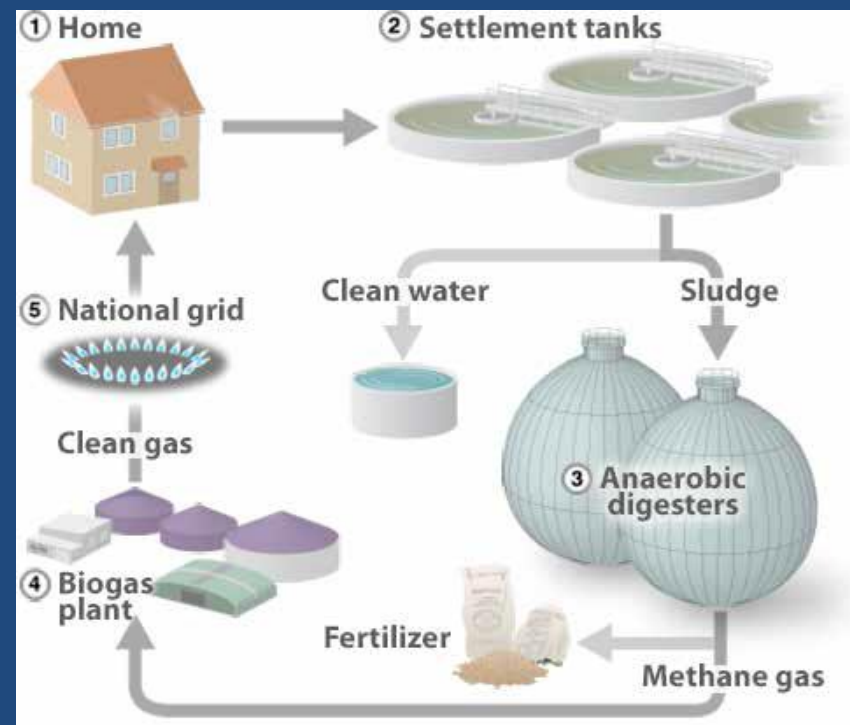 1 Home
2 Settlement tanks
Clean water
Sludge
5 National grid
Clean gas
3 Anaerobic
digesters
4 Biogas
plant
Fertilizer
Methane gas